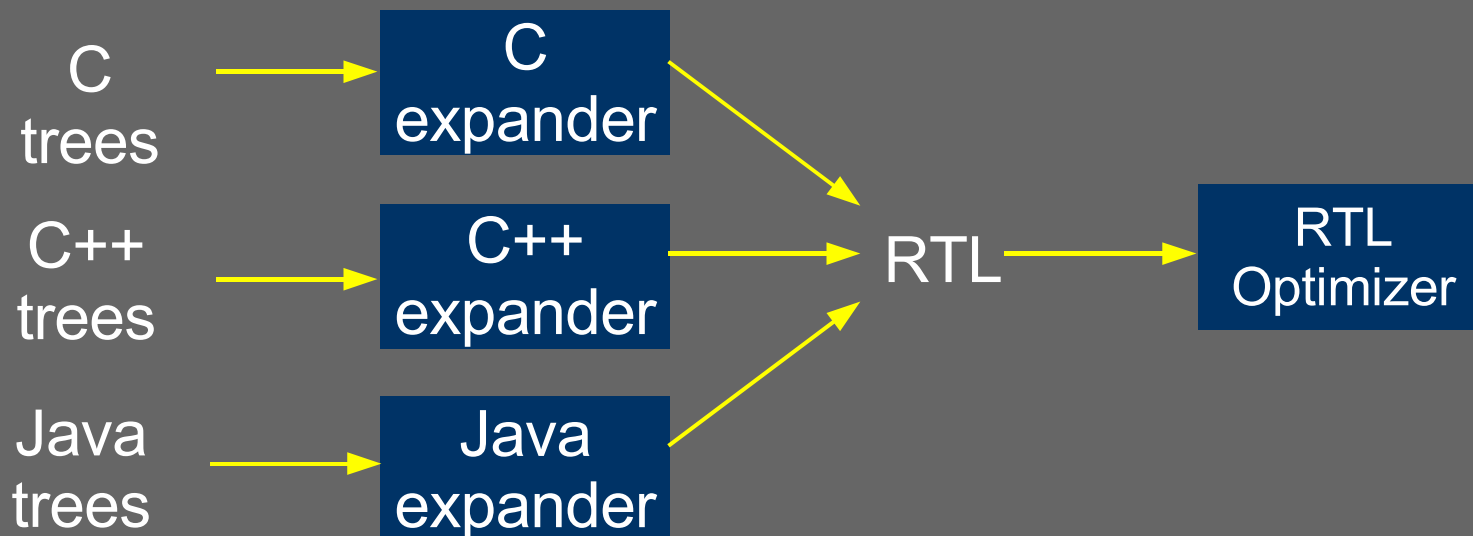 C
trees
C
expander
C++
trees
C++
expander
Java
trees
Java
expander
RTL
RTL
Optimizer